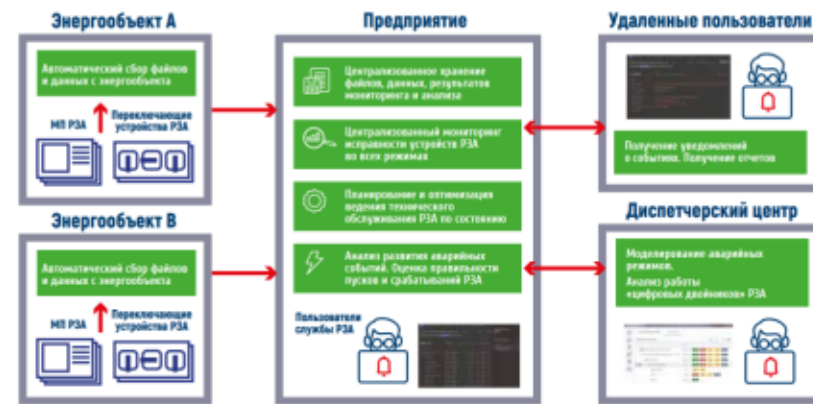 Энергообъект А
Автоматический сбор файлов
и данных с энергообъекта
МП РЗА
Переключающие
устройства РЗА
Энергообъект В
Автоматический сбор файлов
и данных с энергообъекта
МП РЗА
Переключающие
устройства РЗА
Предприятие
Централизованное хранение
файлов, данных, результатов
мониторинга и анализа
Централизованный мониторинг
исправности устройств РЗА
во всех режимах
Планирование и оптимизация
ведения технического
обслуживания РЗА по состоянию
Анализ развития аварийных
событий. Оценка правильности
пусков и срабатываний РЗА
Пользователи
службы РЗА
Удаленные пользователи
Получение уведомлений
о событиях. Получение отчетов
Диспетчерский центр
Моделирование аварийных
режимов.
Анализ работы
«цифровых двойников» РЗА